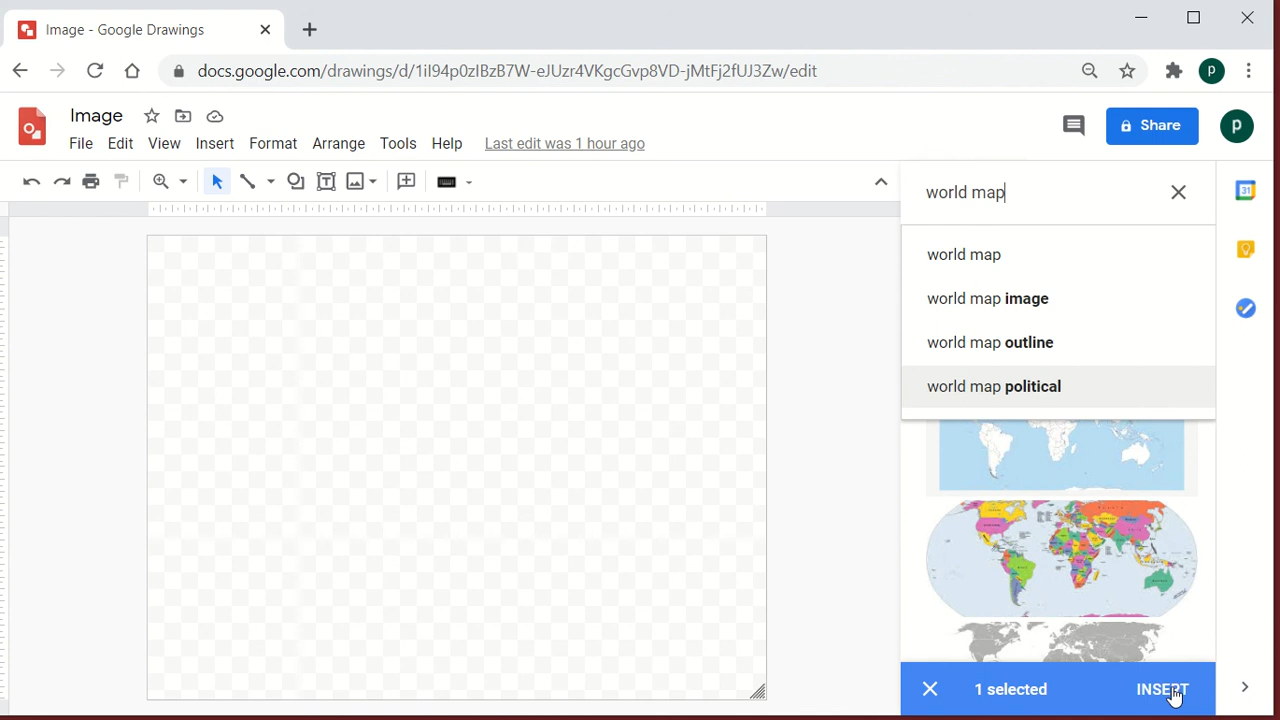 Image - Google Drawings
docs.google.com/drawings/d/1iI94p0zIBzB7W-eJUzr4VKgcGvp8VD-jMtFj2fUJ3Zw/edit
P
Image
File Edit View Insert Format Arrange Tools Help Last edit was 1 hour ago
Share
P
world map
31
world map
world map image
world map outline
world map political
1 selected INSERT